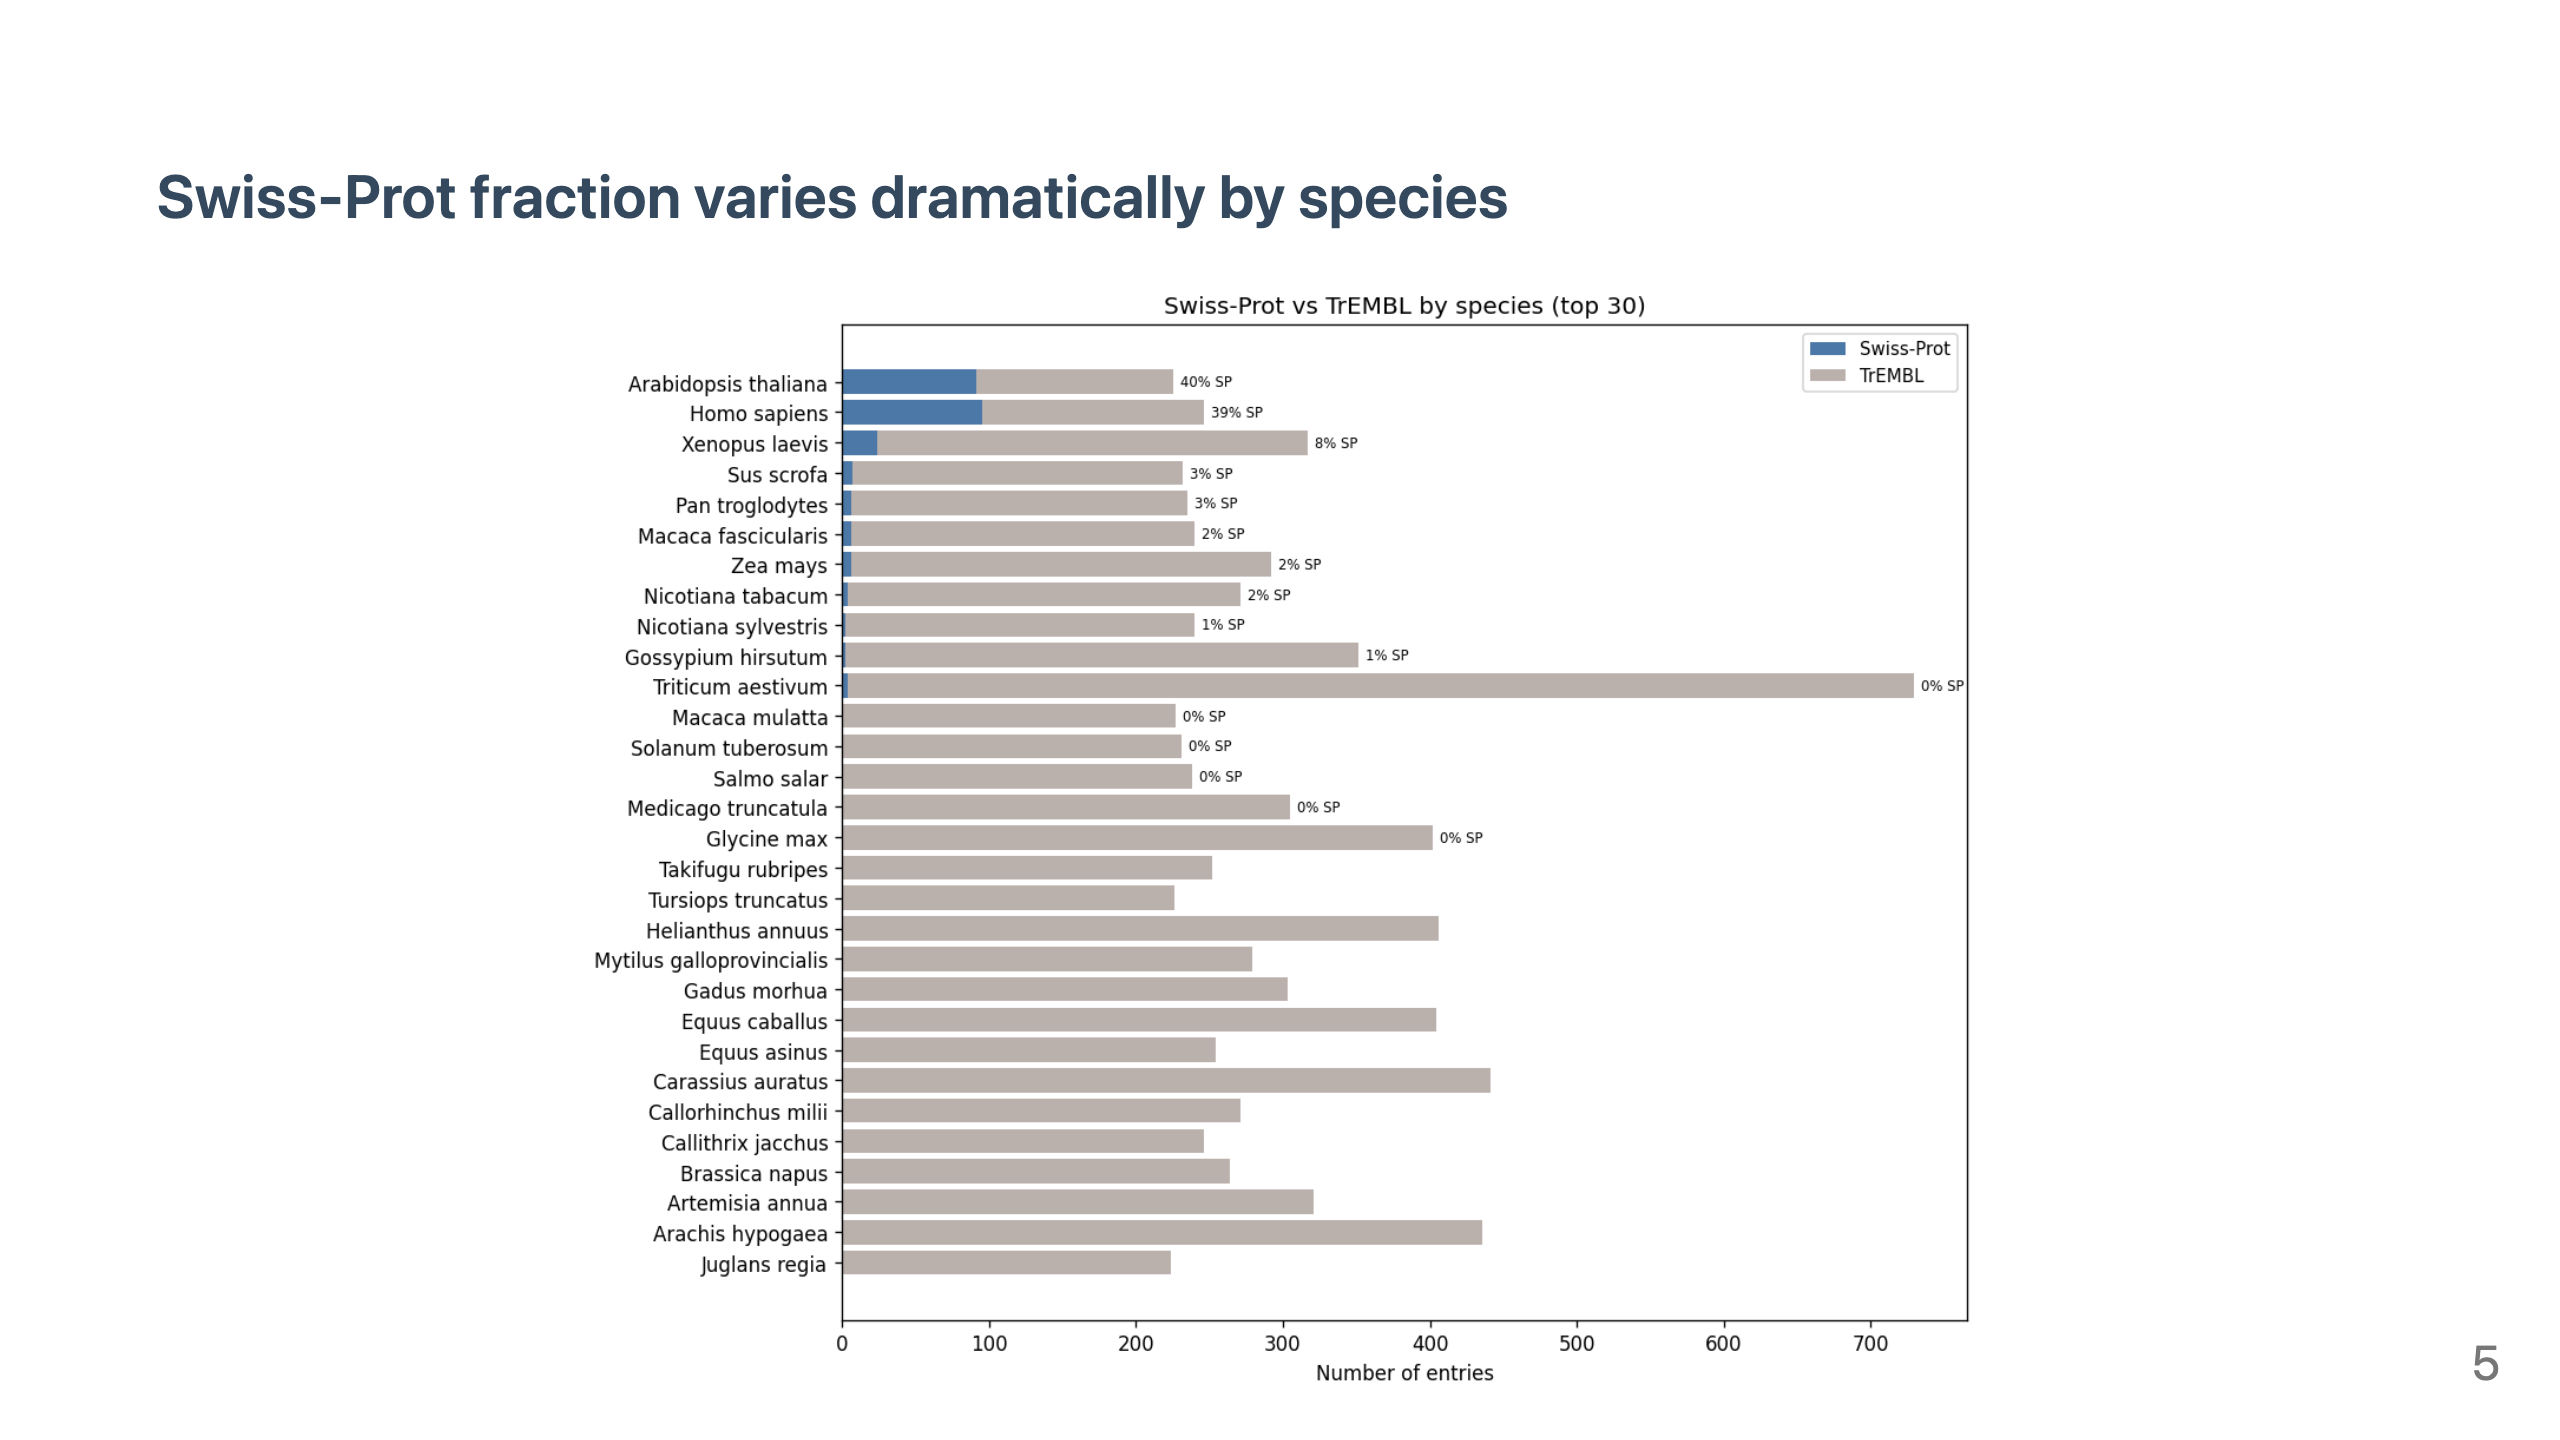 Swiss-Prot fraction varies dramatically by species
Swiss-Prot vs TrEMBL by species (top 30)
Swiss-Prot
TrEMBL
Arabidopsis thaliana 40% SP
Homo sapiens 39% SP
Xenopus laevis 8% SP
Sus scrofa 3% SP
Pan troglodytes 3% SP
Macaca fascicularis 2% SP
Zea mays 2% SP
Nicotiana tabacum 2% SP
Nicotiana sylvestris 1% SP
Gossypium hirsutum 1% SP
Triticum aestivum 0% SP
Macaca mulatta 0% SP
Solanum tuberosum 0% SP
Salmo salar 0% SP
Medicago truncatula 0% SP
Glycine max 0% SP
Takifugu rubripes
Tursiops truncatus
Helianthus annuus
Mytilus galloprovincialis
Gadus morhua
Equus caballus
Equus asinus
Carassius auratus
Callorhinchus milii
Callithrix jacchus
Brassica napus
Artemisia annua
Arachis hypogaea
Juglans regia
0 100 200 300 400 500 600 700
Number of entries
5